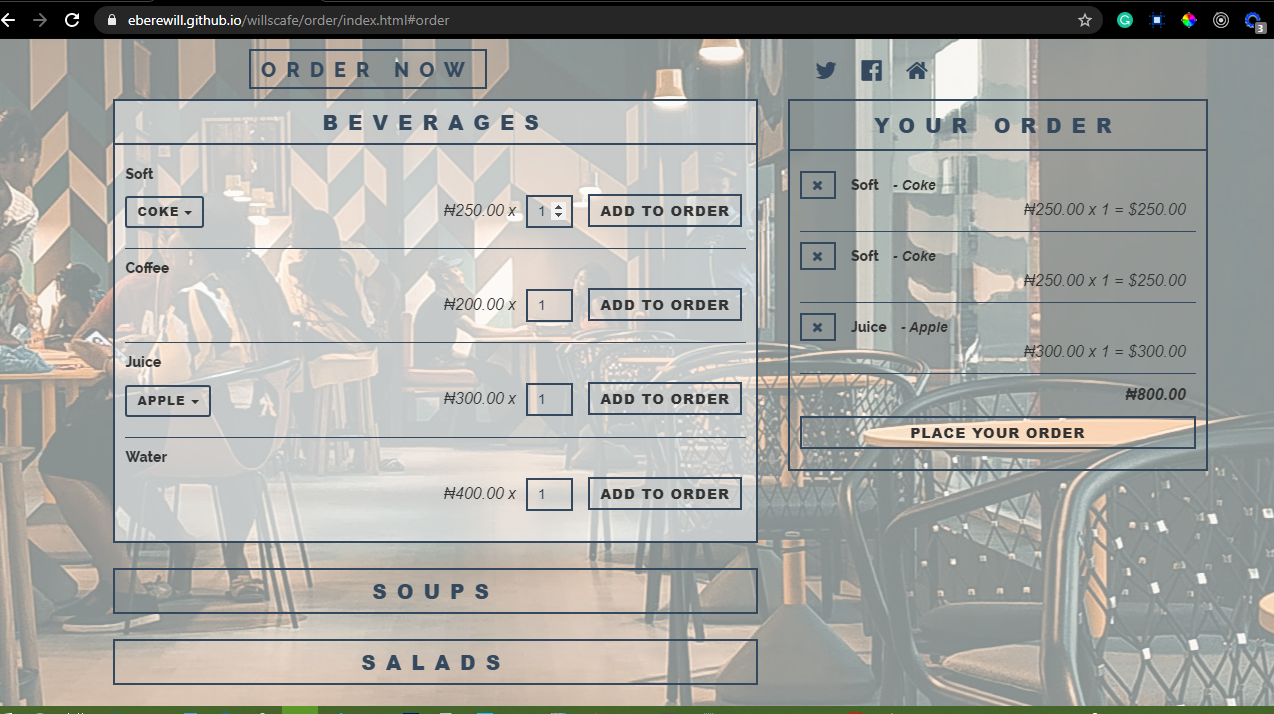 eberewill.github.io/willscafe/order/index.html#order
3
ORDER NOW
BEVERAGES
Soft
COKE
₦250.00 x 1 ADD TO ORDER
Coffee
₦200.00 x 1 ADD TO ORDER
Juice
APPLE
₦300.00 x 1 ADD TO ORDER
Water
₦400.00 x 1 ADD TO ORDER
SOUPS
SALADS
YOUR ORDER
Soft - Coke
₦250.00 x 1 = $250.00
Soft - Coke
₦250.00 x 1 = $250.00
Juice - Apple
₦300.00 x 1 = $300.00
₦800.00
PLACE YOUR ORDER